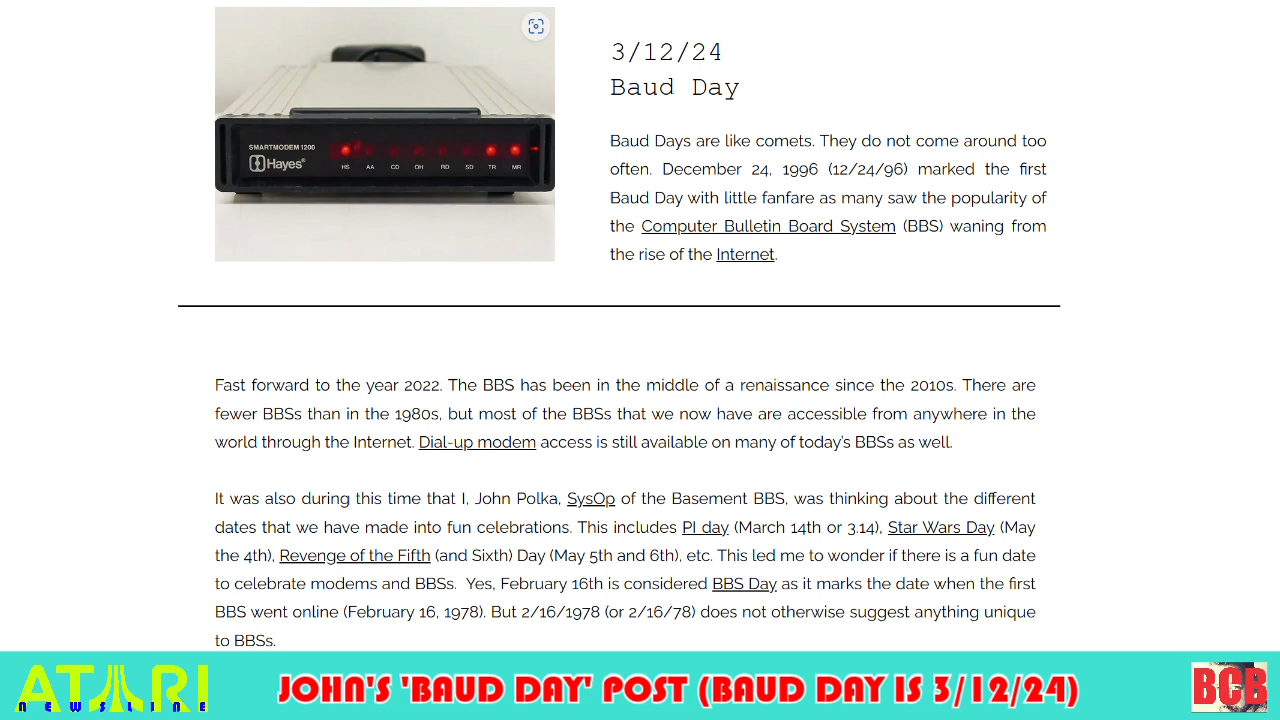 SMARTMODEM 1200
Hayes®
HS AA CD OH RD SD TR MR
3/12/24
Baud Day
Baud Days are like comets. They do not come around too
often. December 24, 1996 (12/24/96) marked the first
Baud Day with little fanfare as many saw the popularity of
the Computer Bulletin Board System (BBS) waning from
the rise of the Internet.
Fast forward to the year 2022. The BBS has been in the middle of a renaissance since the 2010s. There are
fewer BBSs than in the 1980s, but most of the BBSs that we now have are accessible from anywhere in the
world through the Internet. Dial-up modem access is still available on many of today's BBSs as well.
It was also during this time that I, John Polka, SysOp of the Basement BBS, was thinking about the different
dates that we have made into fun celebrations. This includes PI day (March 14th or 3.14), Star Wars Day (May
the 4th), Revenge of the Fifth (and Sixth) Day (May 5th and 6th), etc. This led me to wonder if there is a fun date
to celebrate modems and BBSs. Yes, February 16th is considered BBS Day as it marks the date when the first
BBS went online (February 16, 1978). But 2/16/1978 (or 2/16/78) does not otherwise suggest anything unique
to BBSs.
ATARI
NEWSLINE
JOHN'S 'BAUD DAY' POST (BAUD DAY IS 3/12/24)
BGB